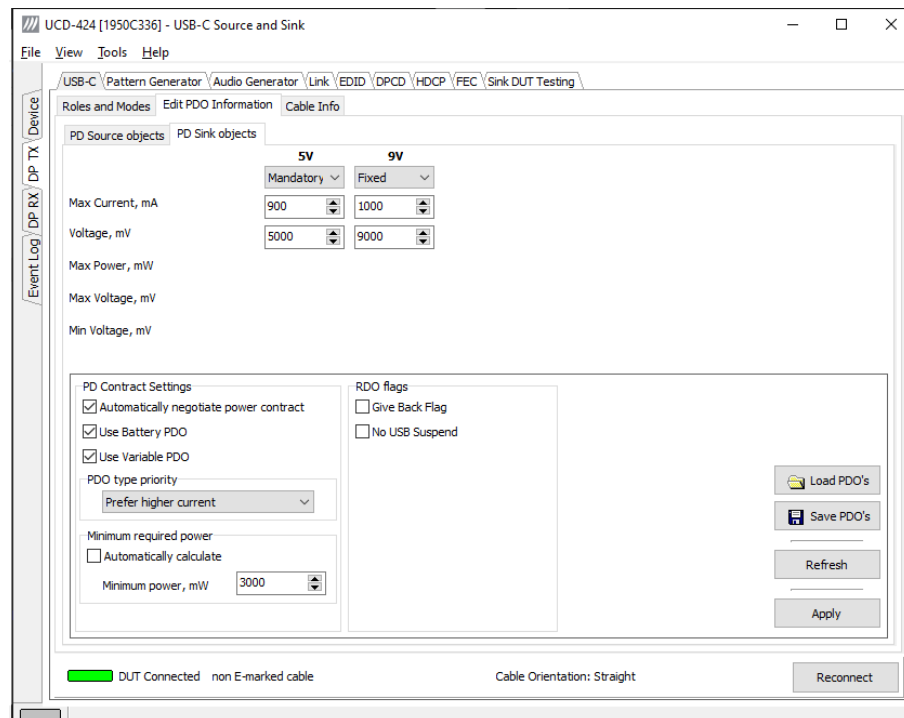 UCD-424 [1950C336] - USB-C Source and Sink
File View Tools Help
USB-C Pattern Generator Audio Generator Link EDID DPCD HDCP FEC Sink DUT Testing
Device
DP TX
DP RX
Event Log
Roles and Modes Edit PDO Information Cable Info
PD Source objects PD Sink objects
5V 9V
Mandatory Fixed
Max Current, mA 900 1000
Voltage, mV 5000 9000
Max Power, mW
Max Voltage, mV
Min Voltage, mV
PD Contract Settings
Automatically negotiate power contract
Use Battery PDO
Use Variable PDO
PDO type priority
Prefer higher current
Minimum required power
Automatically calculate
Minimum power, mW 3000
RDO flags
Give Back Flag
No USB Suspend
Load PDO's
Save PDO's
Refresh
Apply
DUT Connected non E-marked cable Cable Orientation: Straight Reconnect